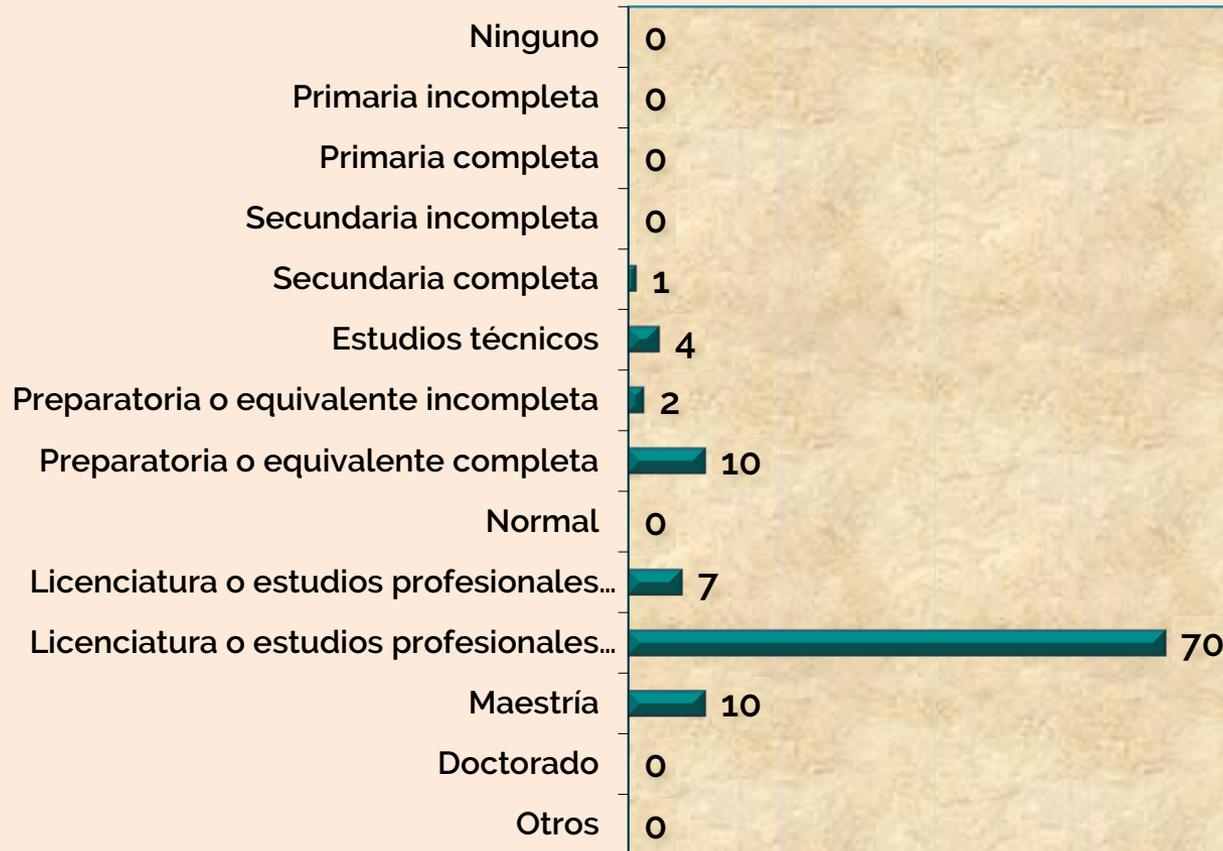 Ninguno 0
Primaria incompleta 0
Primaria completa 0
Secundaria incompleta 0
Secundaria completa 1
Estudios técnicos 4
Preparatoria o equivalente incompleta 2
Preparatoria o equivalente completa 10
Normal 0
Licenciatura o estudios profesionales... 7
Licenciatura o estudios profesionales... 70
Maestría 10
Doctorado 0
Otros 0